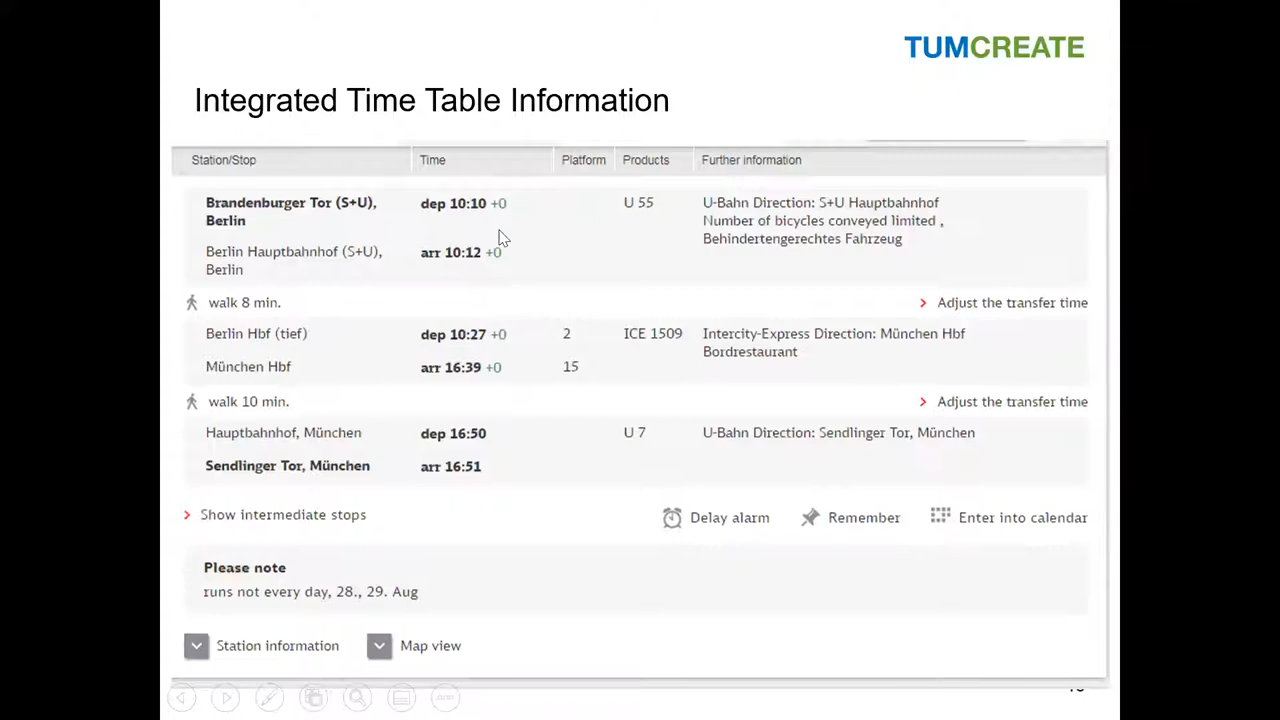 TUMCREATE
Integrated Time Table Information
Station/Stop Time Platform Products Further information
Brandenburger Tor (S+U), dep 10:10 +0 U 55 U-Bahn Direction: S+U Hauptbahnhof
Berlin Number of bicycles conveyed limited ,
Berlin Hauptbahnhof (S+U), arr 10:12 +0 Behindertengerechtes Fahrzeug
Berlin
walk 8 min. Adjust the transfer time
Berlin Hbf (tief) dep 10:27 +0 2 ICE 1509 Intercity-Express Direction: München Hbf
Bordrestaurant
München Hbf arr 16:39 +0 15
walk 10 min. Adjust the transfer time
Hauptbahnhof, München dep 16:50 U 7 U-Bahn Direction: Sendlinger Tor, München
Sendlinger Tor, München arr 16:51
Show intermediate stops Delay alarm Remember Enter into calendar
Please note
runs not every day, 28., 29. Aug
Station information Map view